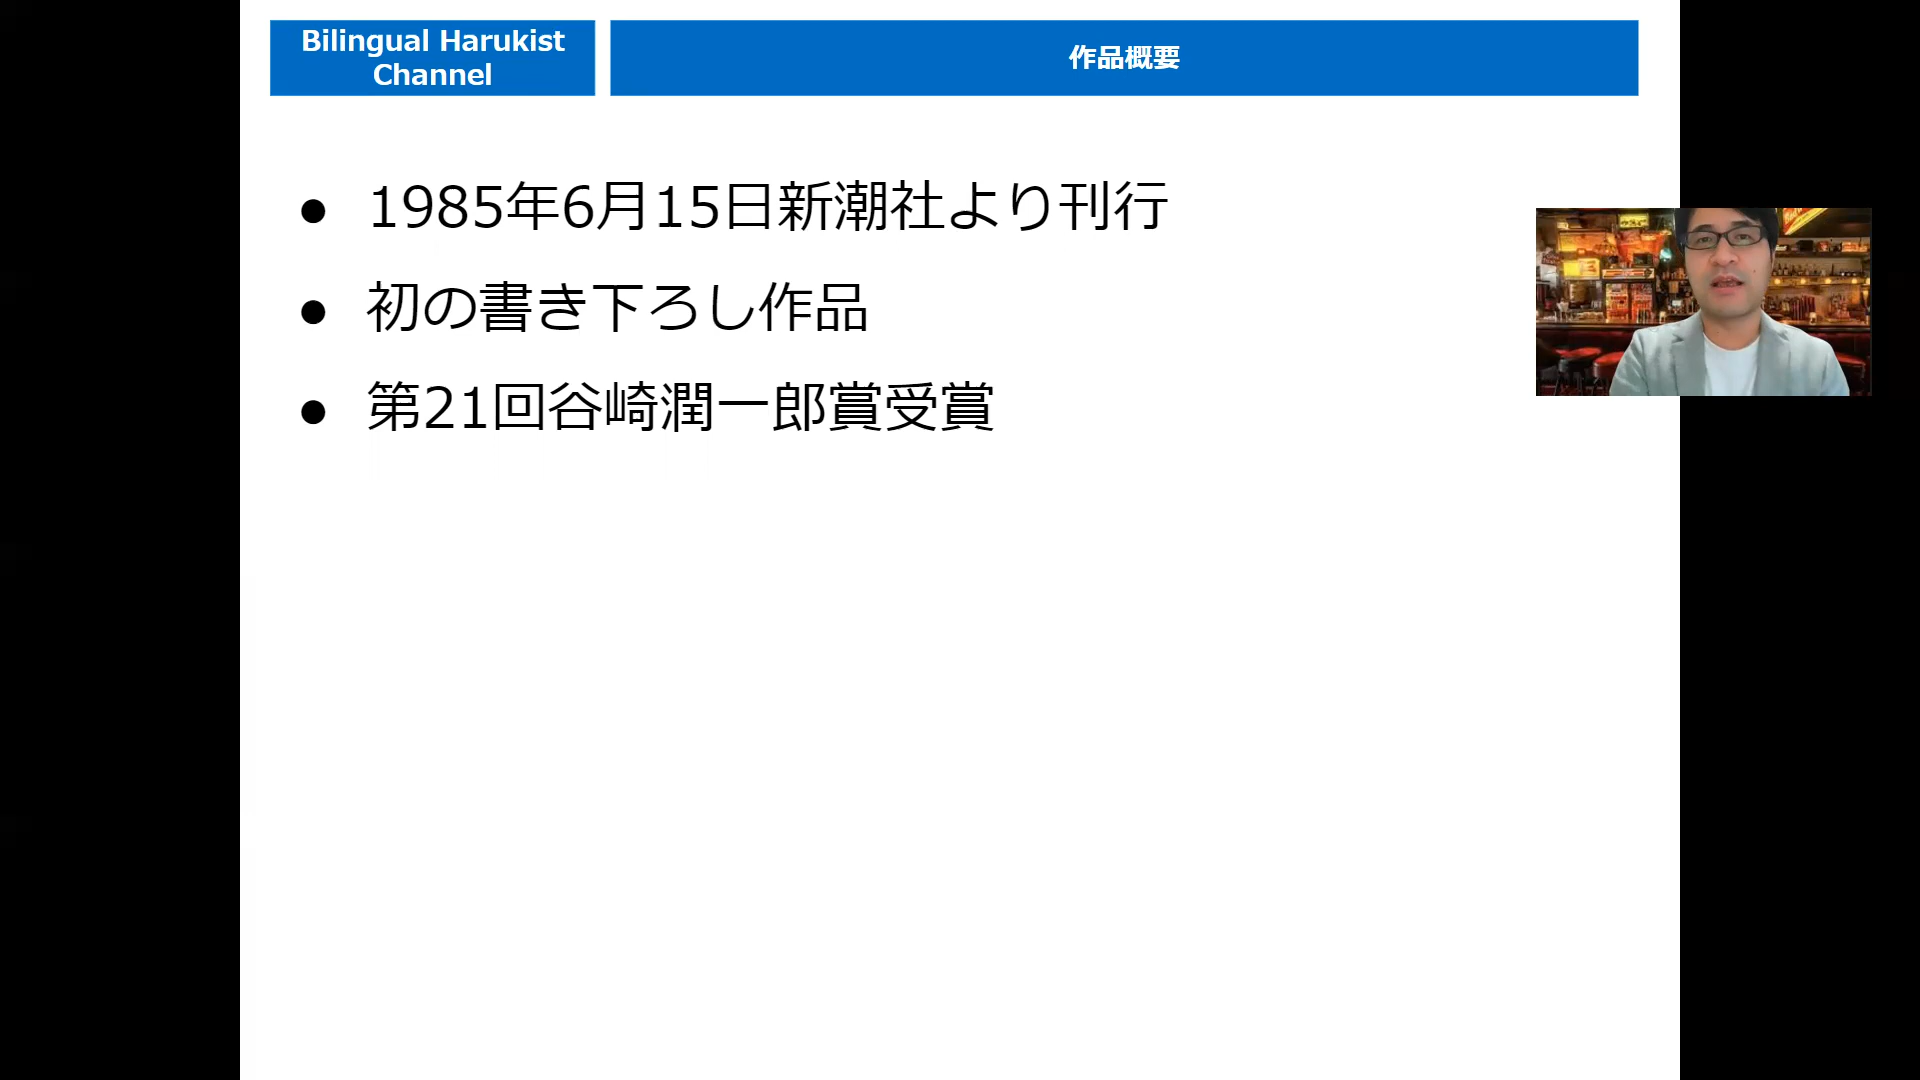 Bilingual Harukist
Channel
作品概要
● 1985年6月15日新潮社より刊行
● 初の書き下ろし作品
● 第21回谷崎潤一郎賞受賞